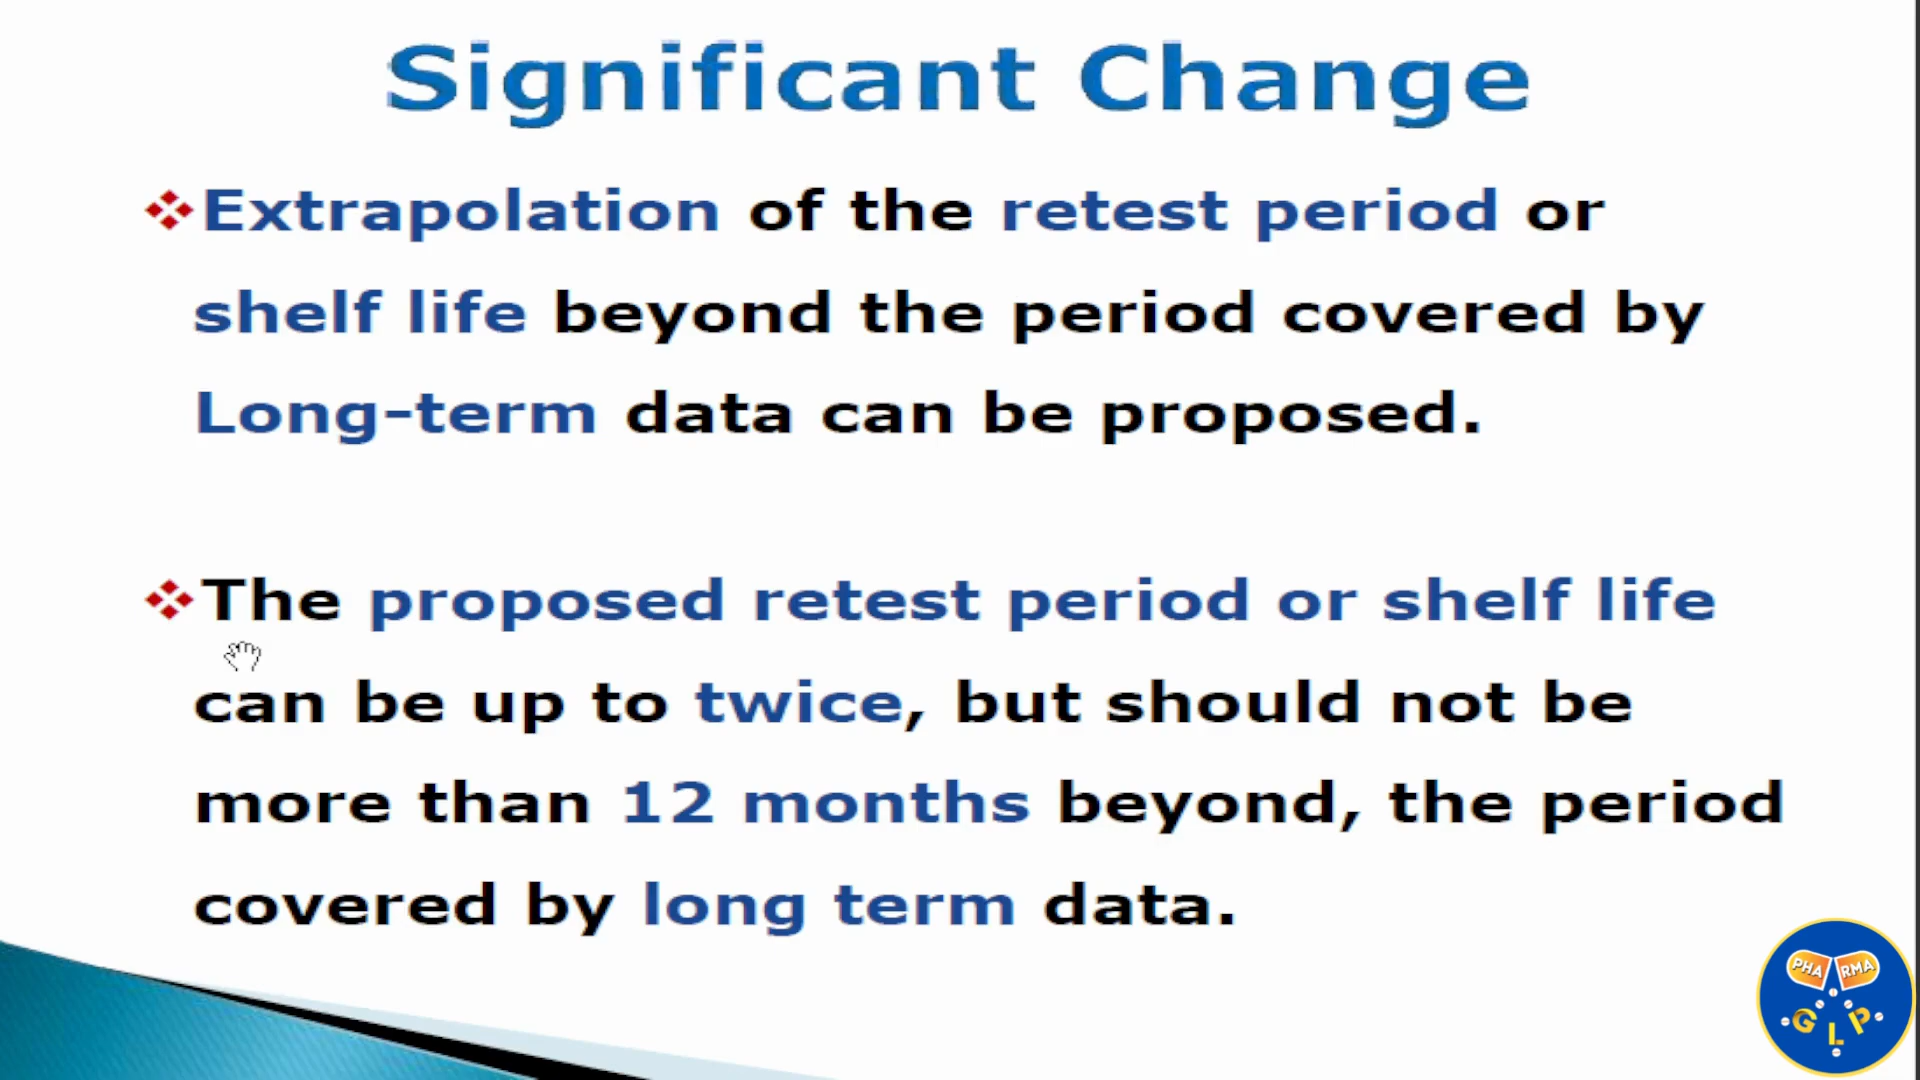 Significant Change
Extrapolation of the retest period or
shelf life beyond the period covered by
Long-term data can be proposed.
The proposed retest period or shelf life
can be up to twice, but should not be
more than 12 months beyond, the period
covered by long term data.
PHARMA
GLP